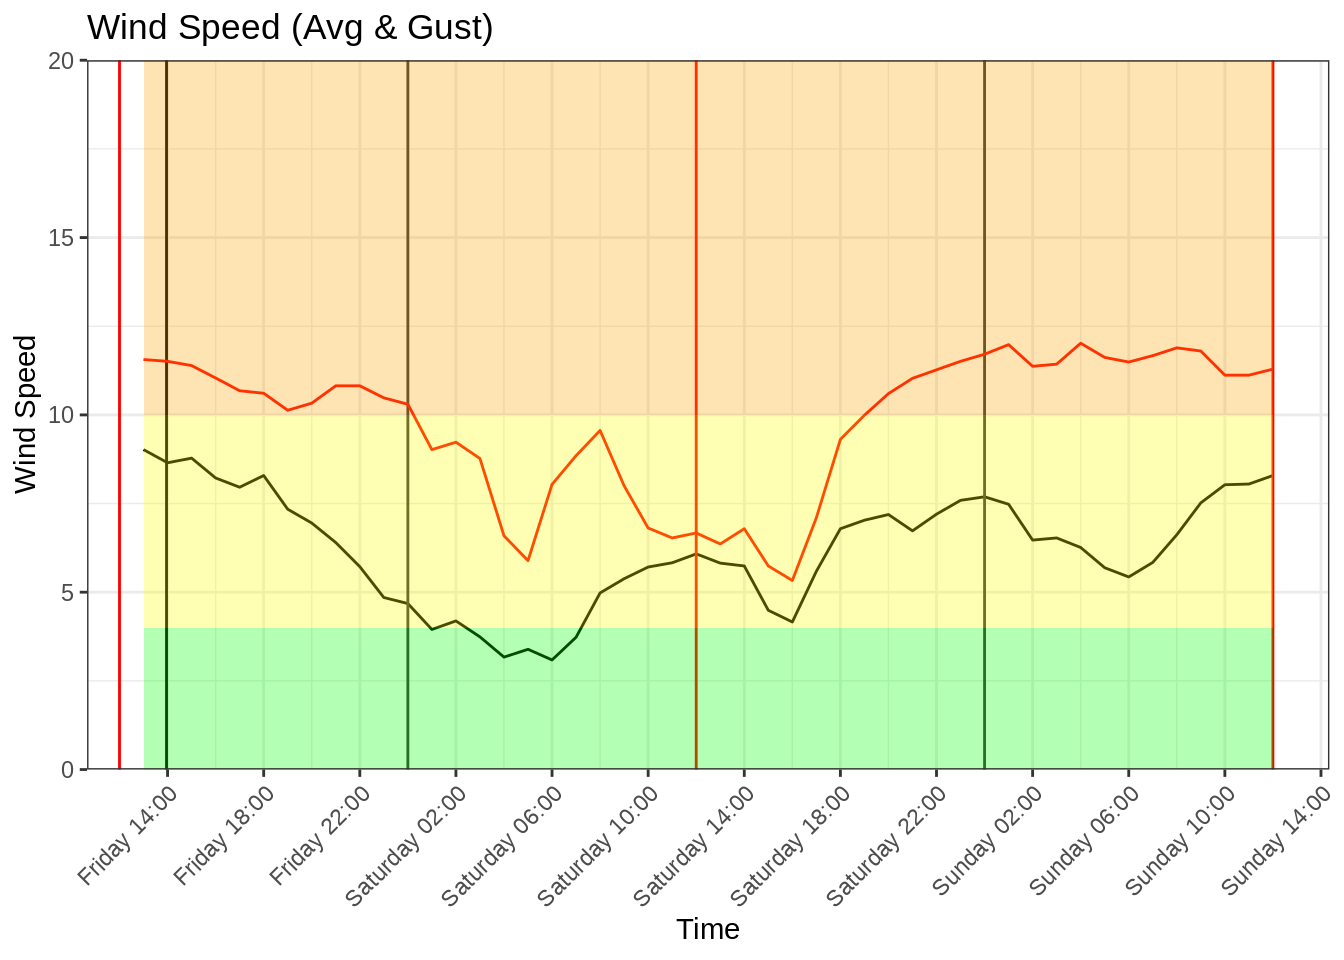 Wind Speed (Avg & Gust)
20
15
10
5
0
Wind Speed
Friday 14:00
Friday 18:00
Friday 22:00
Saturday 02:00
Saturday 06:00
Saturday 10:00
Saturday 14:00
Saturday 18:00
Saturday 22:00
Sunday 02:00
Sunday 06:00
Sunday 10:00
Sunday 14:00
Time